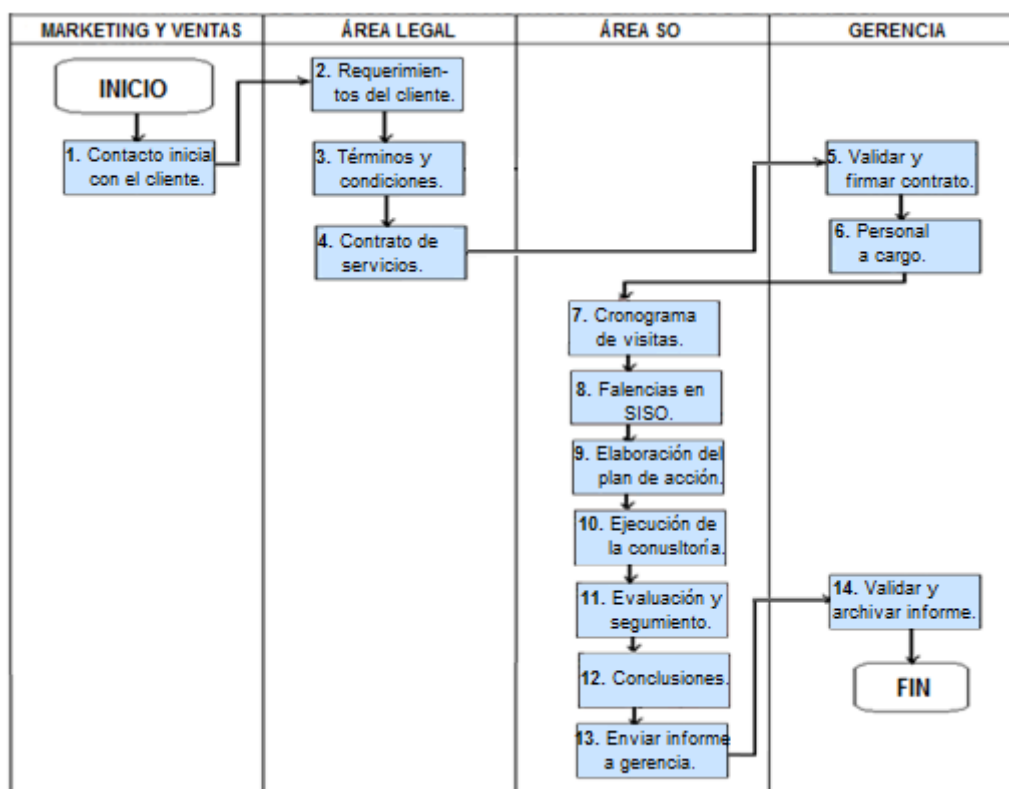 MARKETING Y VENTAS
ÁREA LEGAL
ÁREA SO
GERENCIA
INICIO
1. Contacto inicial
con el cliente.
2. Requerimien-
tos del cliente.
3. Términos y
condiciones.
4. Contrato de
servicios.
5. Validar y
firmar contrato.
6. Personal
a cargo.
7. Cronograma
de visitas.
8. Falencias en
SISO.
9. Elaboración del
plan de acción.
10. Ejecución de
la conusltoría.
11. Evaluación y
segumiento.
12. Conclusiones.
13. Enviar informe
a gerencia.
14. Validar y
archivar informe.
FIN